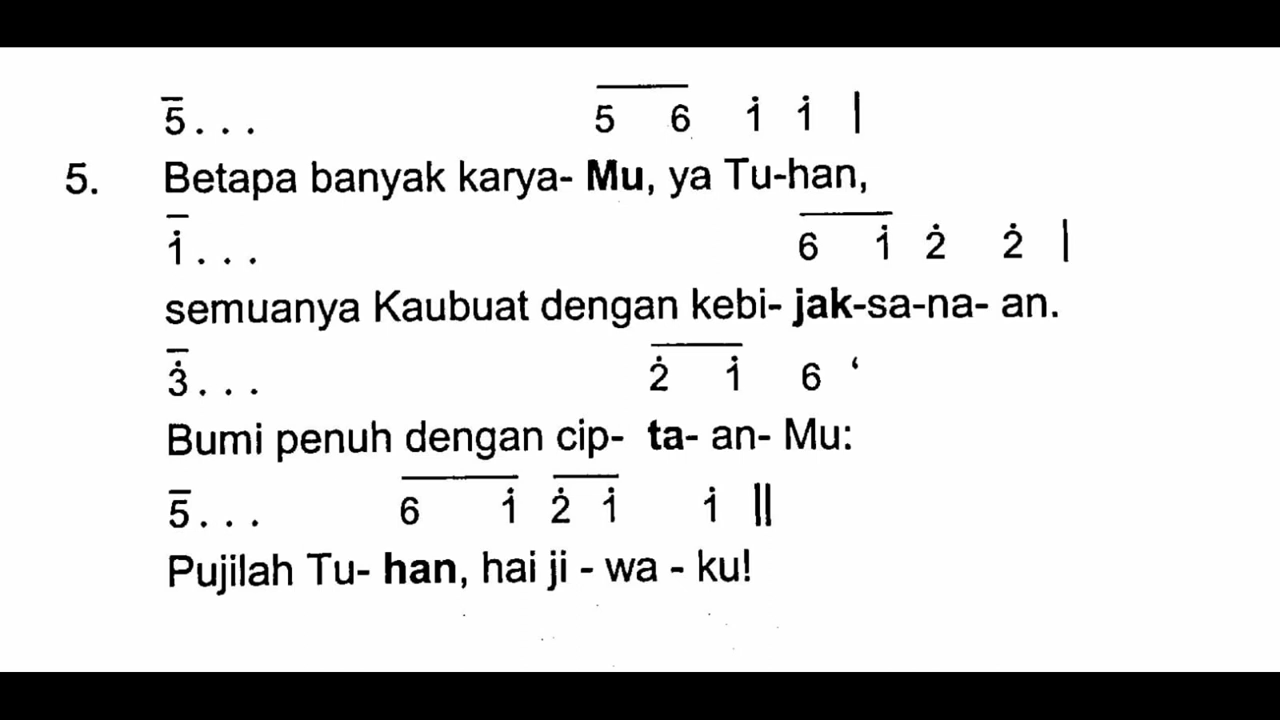 5̅ . . . 5 6 1̇ 1̇ |
5. Betapa banyak karya- Mu, ya Tu-han,
1̇̅ . . . 6 1̇ 2̇ 2̇ |
semuanya Kaubuat dengan kebi- jak-sa-na- an.
3̇̅ . . . 2̇ 1̇ 6 ‘
Bumi penuh dengan cip- ta- an- Mu:
5̅ . . . 6 1̇ 2̇ 1̇ 1̇ ||
Pujilah Tu- han, hai ji - wa - ku!